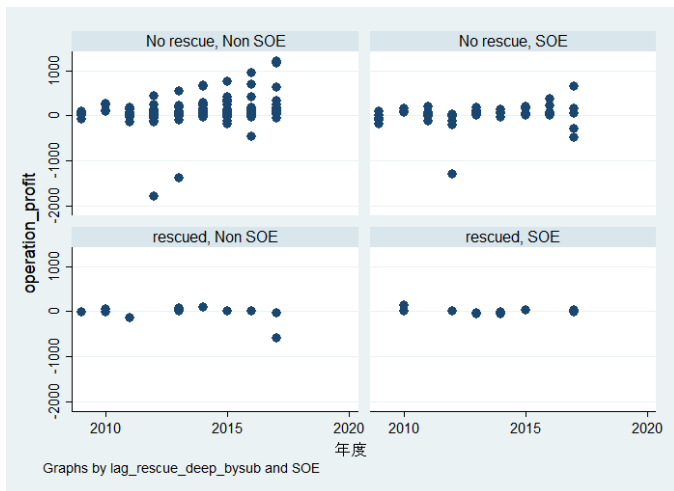 No rescue, Non SOE
No rescue, SOE
1000
0
-1000
-2000
rescued, Non SOE
rescued, SOE
1000
0
-1000
-2000
operation_profit
2010
2015
2020
2010
2015
2020
年度
Graphs by lag_rescue_deep_bysub and SOE